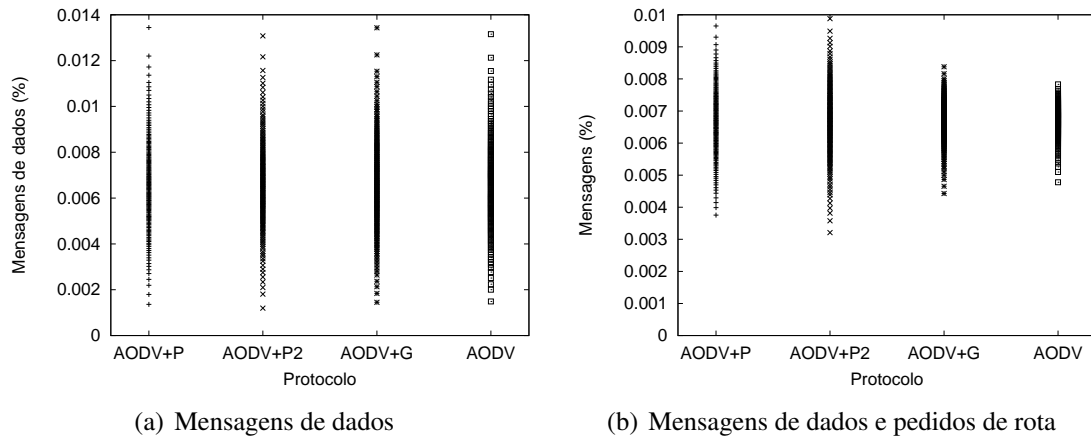 0.014
0.012
0.01
0.008
0.006
0.004
0.002
0
Mensagens de dados (%)
AODV+P AODV+P2 AODV+G AODV
Protocolo
(a) Mensagens de dados
0.01
0.009
0.008
0.007
0.006
0.005
0.004
0.003
0.002
0.001
0
Mensagens (%)
AODV+P AODV+P2 AODV+G AODV
Protocolo
(b) Mensagens de dados e pedidos de rota